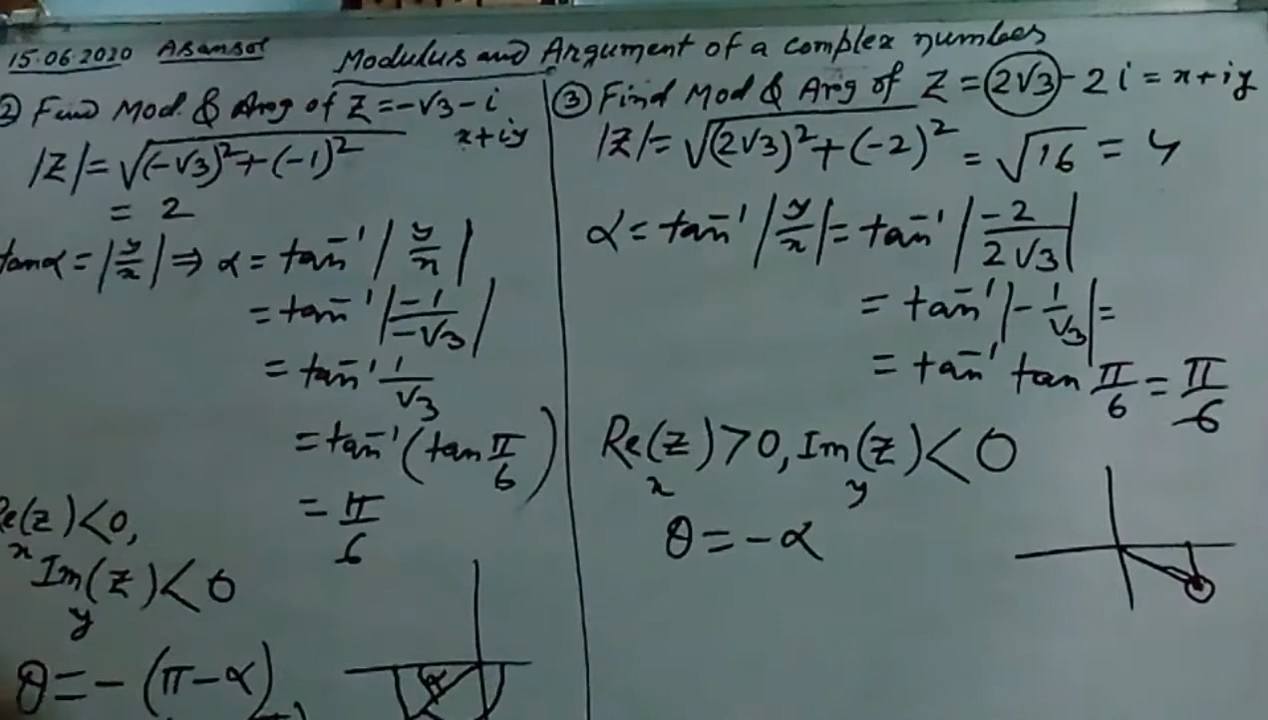 15.06.2020 Asansol Modulus and Argument of a complex number
② Find Mod. & Arg of Z = -√3 - i
x+iy
|Z| = √(-√3)²+(-1)²
= 2
tanα = |y/x| ⇒ α = tan⁻¹ |y/x|
= tan⁻¹ |-1/-√3|
= tan⁻¹ 1/√3
= tan⁻¹ (tan π/6)
= π/6
Re(z) < 0,
x
Im(z) < 0
y
θ = - (π - α)
α
③ Find Mod & Arg of Z = 2√3 - 2i = x+iy
|Z| = √(2√3)²+(-2)² = √16 = 4
α = tan⁻¹ |y/x| = tan⁻¹ |-2/2√3|
= tan⁻¹ |-1/√3| =
= tan⁻¹ tan π/6 = π/6
Re(z) > 0, Im(z) < 0
x y
θ = -α